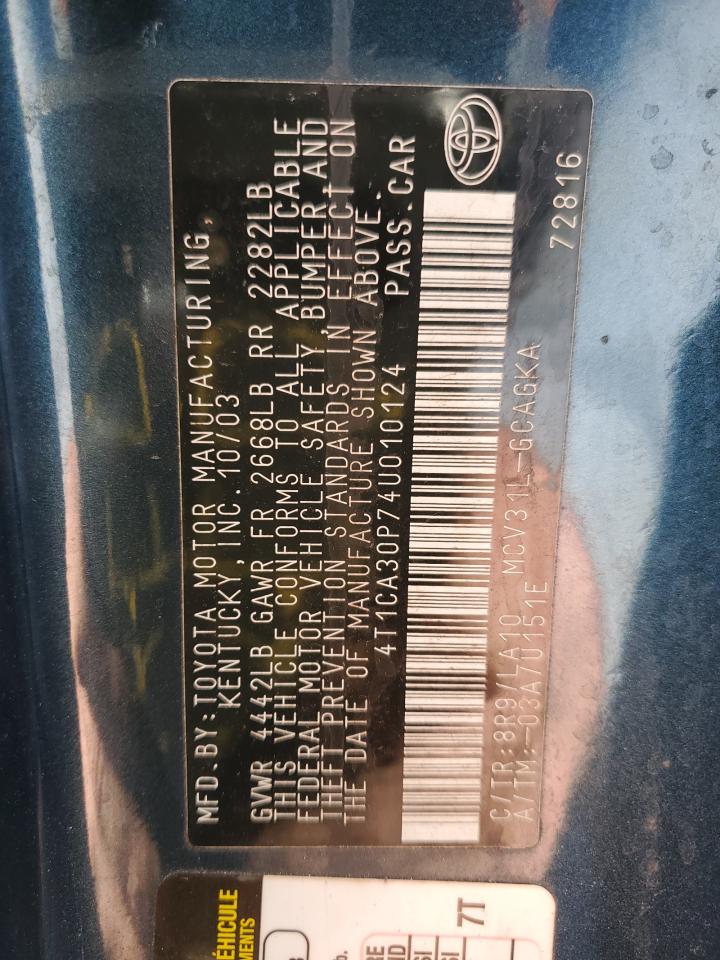 MFD.BY:TOYOTA MOTOR MANUFACTURING,
KENTUCKY, INC. 10/03
GVWR 4442LB GAWR FR 2668LB RR 2282LB
THIS VEHICLE CONFORMS TO ALL APPLICABLE
FEDERAL MOTOR VEHICLE SAFETY, BUMPER,AND
THEFT PREVENTION STANDARDS IN EFFECT ON
THE DATE OF MANUFACTURE SHOWN ABOVE.
4T1CA30P74U010124 PASS.CAR
C/TR:8R9/LA10 MCV31L-GCAGKA
A/TM:-03A/U151E
72816
ÉHICULE
MENTS
7T